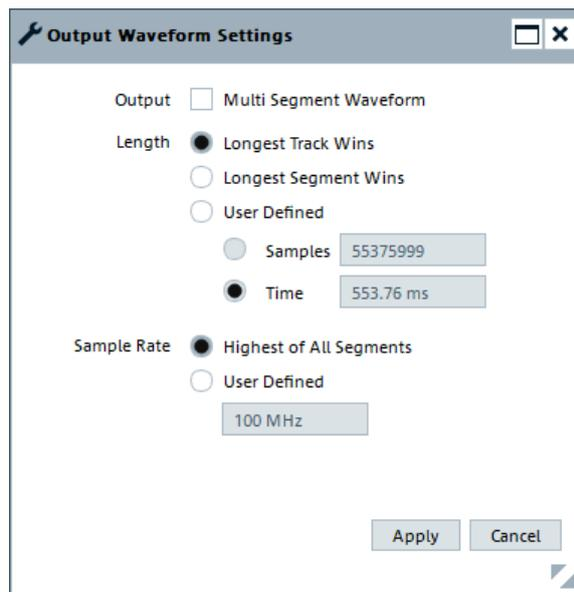 Output Waveform Settings
Output Multi Segment Waveform
Length Longest Track Wins
Longest Segment Wins
User Defined
Samples 55375999
Time 553.76 ms
Sample Rate Highest of All Segments
User Defined
100 MHz
Apply Cancel